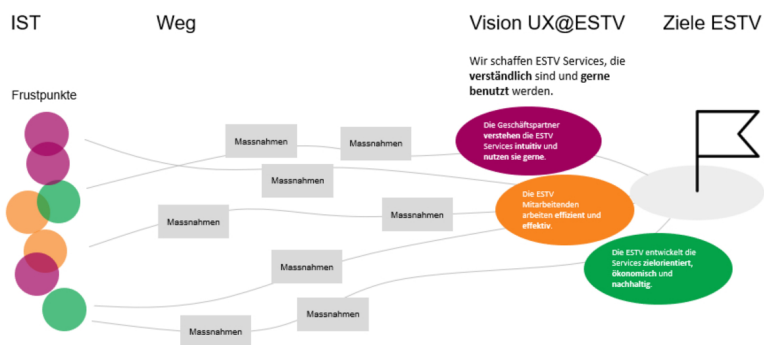 IST
Weg
Vision UX@ESTV
Ziele ESTV
Wir schaffen ESTV Services, die
verständlich sind und gerne
benutzt werden.
Frustpunkte
Massnahmen
Massnahmen
Massnahmen
Massnahmen
Massnahmen
Massnahmen
Massnahmen
Massnahmen
Die Geschäftspartner
verstehen die ESTV
Services intuitiv und
nutzen sie gerne.
Die ESTV
Mitarbeitenden
arbeiten effizient und
effektiv.
Die ESTV entwickelt die
Services zielorientiert,
ökonomisch und
nachhaltig.